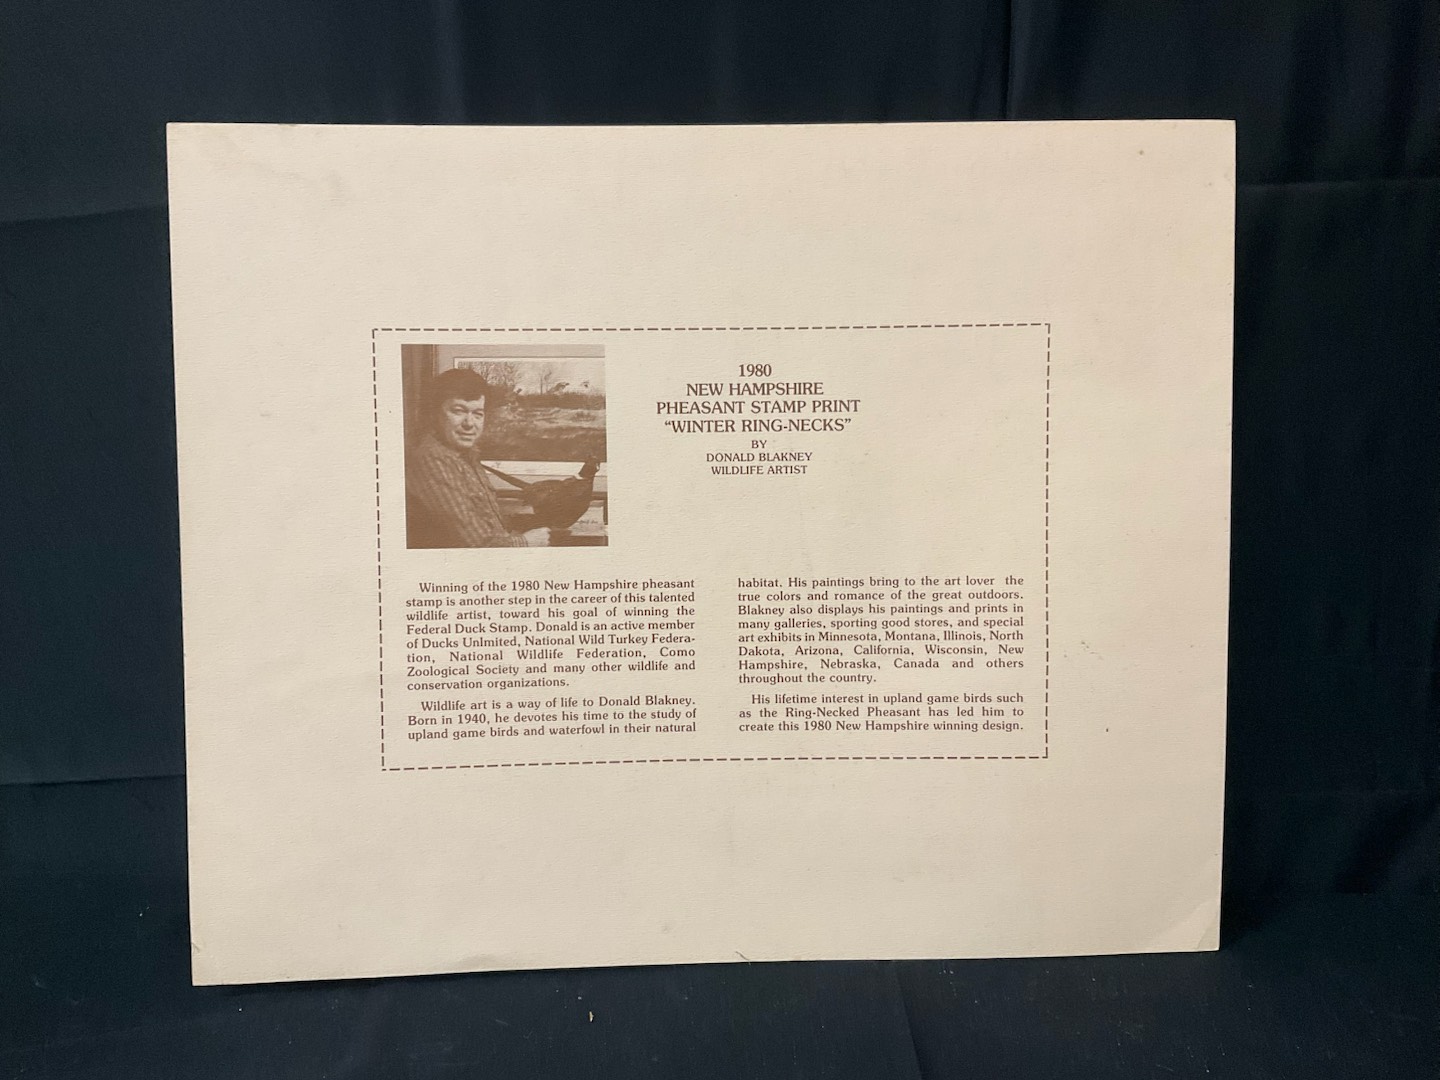 1980
NEW HAMPSHIRE
PHEASANT STAMP PRINT
“WINTER RING-NECKS”
BY
DONALD BLAKNEY
WILDLIFE ARTIST
Winning of the 1980 New Hampshire pheasant
stamp is another step in the career of this talented
wildlife artist, toward his goal of winning the
Federal Duck Stamp. Donald is an active member
of Ducks Unlmited, National Wild Turkey Federa-
tion, National Wildlife Federation, Como
Zoological Society and many other wildlife and
conservation organizations.
Wildlife art is a way of life to Donald Blakney.
Born in 1940, he devotes his time to the study of
upland game birds and waterfowl in their natural
habitat. His paintings bring to the art lover the
true colors and romance of the great outdoors.
Blakney also displays his paintings and prints in
many galleries, sporting good stores, and special
art exhibits in Minnesota, Montana, Illinois, North
Dakota, Arizona, California, Wisconsin, New
Hampshire, Nebraska, Canada and others
throughout the country.
His lifetime interest in upland game birds such
as the Ring-Necked Pheasant has led him to
create this 1980 New Hampshire winning design.